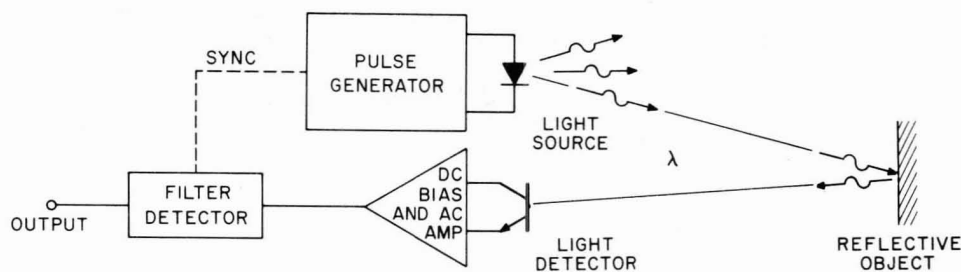 SYNC
PULSE
GENERATOR
LIGHT
SOURCE
λ
DC
BIAS
AND AC
AMP
FILTER
DETECTOR
OUTPUT
LIGHT
DETECTOR
REFLECTIVE
OBJECT